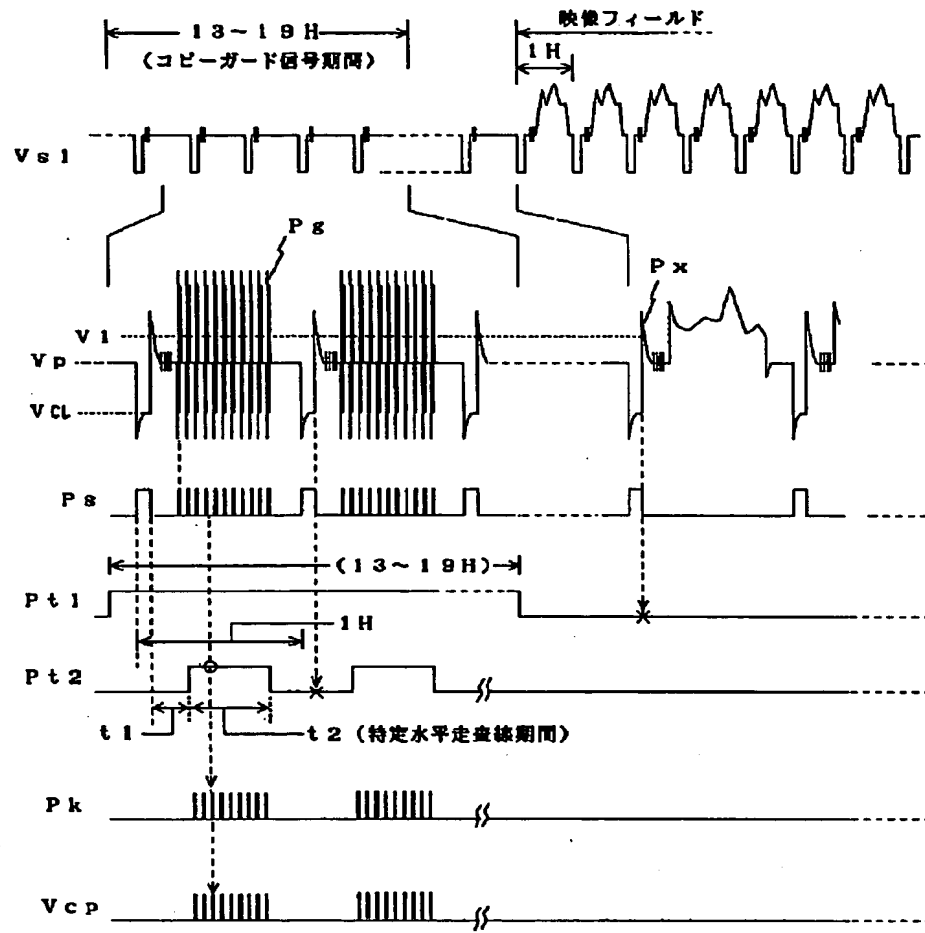 13~19H
(コピーガード信号期間)
映像フィールド
1H
Vs1
Pg
Px
V1
Vp
VCL
Ps
(13~19H)
Pt1
1H
Pt2
t1
t2(特定水平走査線期間)
Pk
Vcp